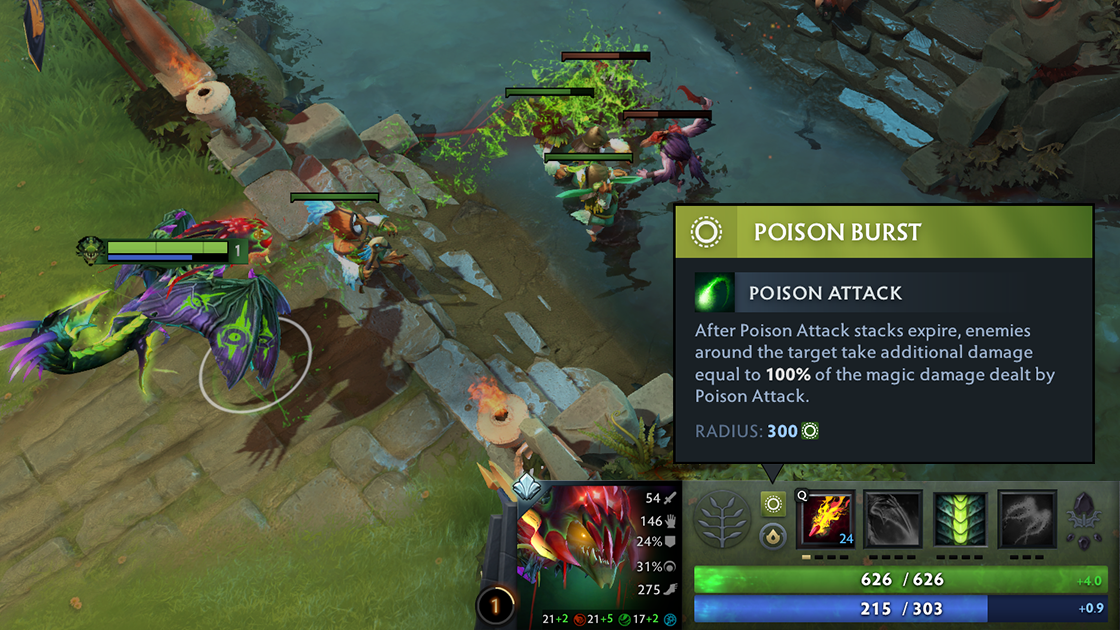 1
POISON BURST
POISON ATTACK
After Poison Attack stacks expire, enemies
around the target take additional damage
equal to 100% of the magic damage dealt by
Poison Attack.
RADIUS: 300
54
146
24%
31%
275
1
21+2 21+5 17+2
Q
24
626 / 626
+4.0
215 / 303
+0.9